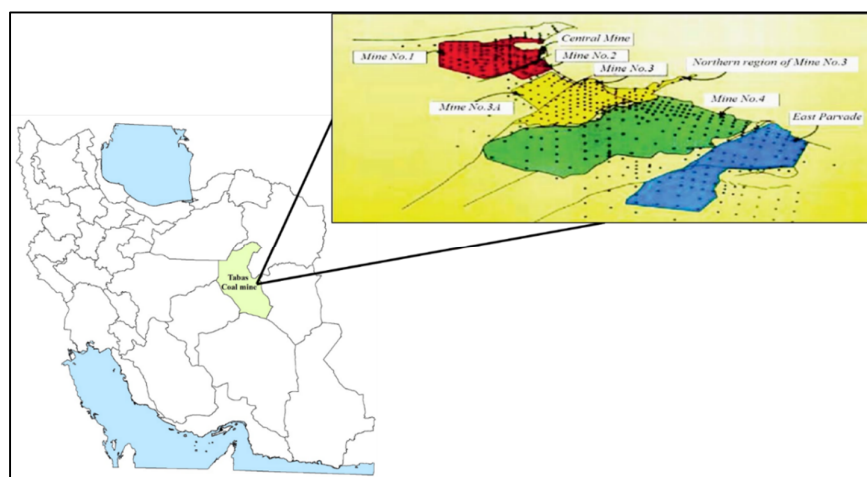 Central Mine
Mine No.1
Mine No.2
Mine No.3
Northern region of Mine No.3
Mine No.3A
Mine No.4
East Parvade
Tabas
Coal mine